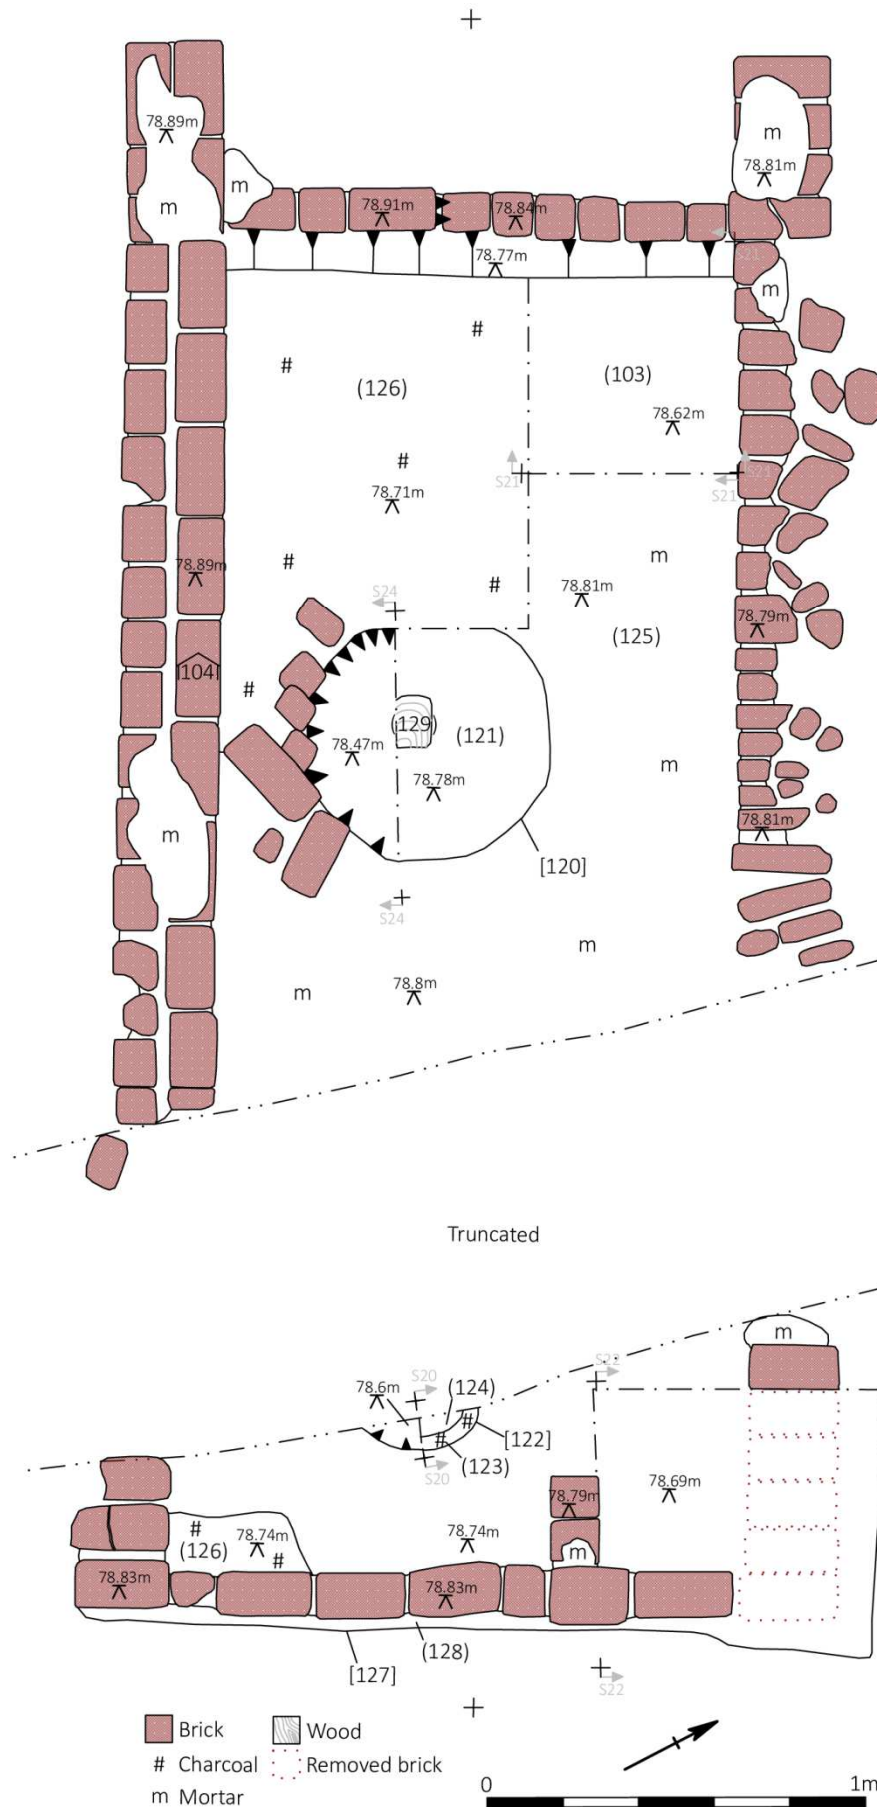 78.89m
m
m
m
78.81m
78.91m
78.84m
S21
78.77m
m
#
#
(126)
(103)
78.62m
#
S21
S21
S21
78.71m
#
#
m
78.89m
S24
78.81m
78.79m
(125)
104
#
(129)
(121)
78.47m
78.78m
m
m
78.81m
[120]
S24
m
m
78.8m
Truncated
m
S22
78.6m
S20
(124)
#
#
[122]
(123)
S20
78.69m
78.79m
#
78.74m
(126)
#
78.74m
m
78.83m
78.83m
(128)
[127]
S22
Brick
Wood
# Charcoal
Removed brick
m Mortar
0
1m